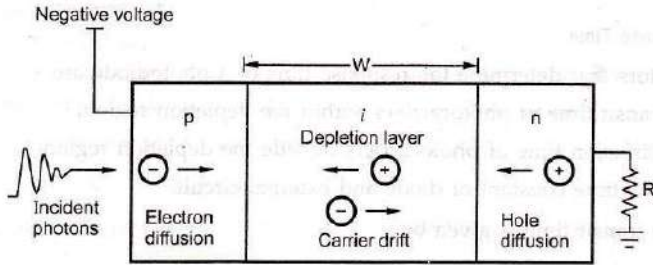 Negative voltage
W
p
i
n
Depletion layer
Incident
photons
Electron
diffusion
Carrier drift
Hole
diffusion
R